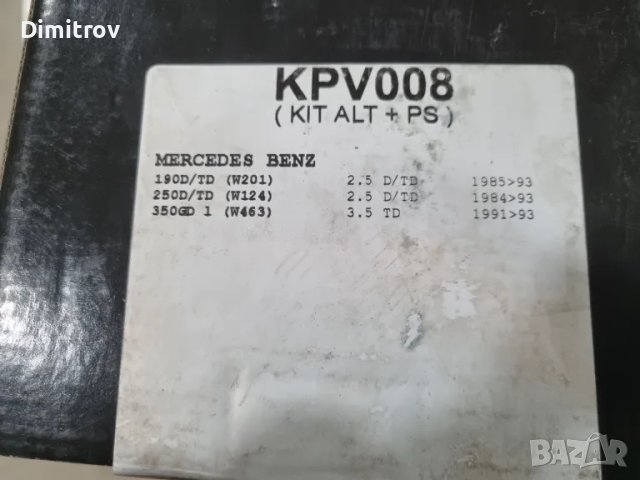 Dimitrov
KPV008
( KIT ALT + PS )
MERCEDES BENZ
190D/TD (W201) 2.5 D/TD 1985>93
250D/TD (W124) 2.5 D/TD 1984>93
350GD 1 (W463) 3.5 TD 1991>93
BAZAR